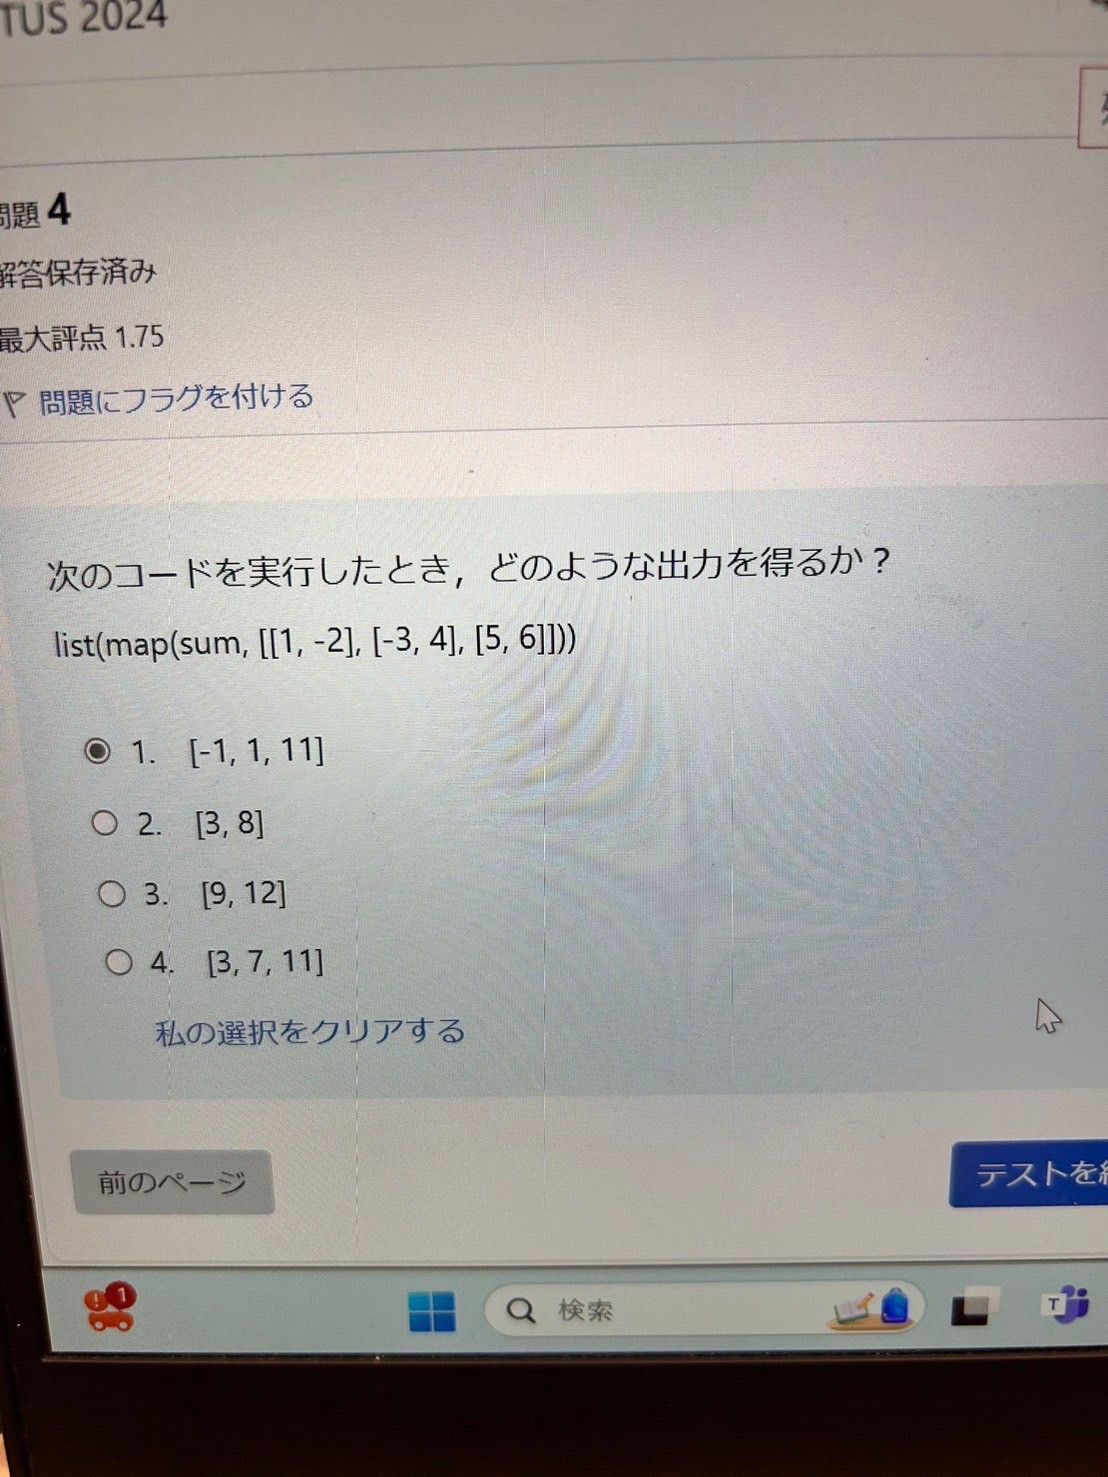 TUS 2024
問題 4
解答保存済み
最大評点 1.75
問題にフラグを付ける
次のコードを実行したとき，どのような出力を得るか？
list(map(sum, [[1, -2], [-3, 4], [5, 6]]))
1. [-1, 1, 11]
2. [3, 8]
3. [9, 12]
4. [3, 7, 11]
私の選択をクリアする
前のページ
テストを
1
検索
T